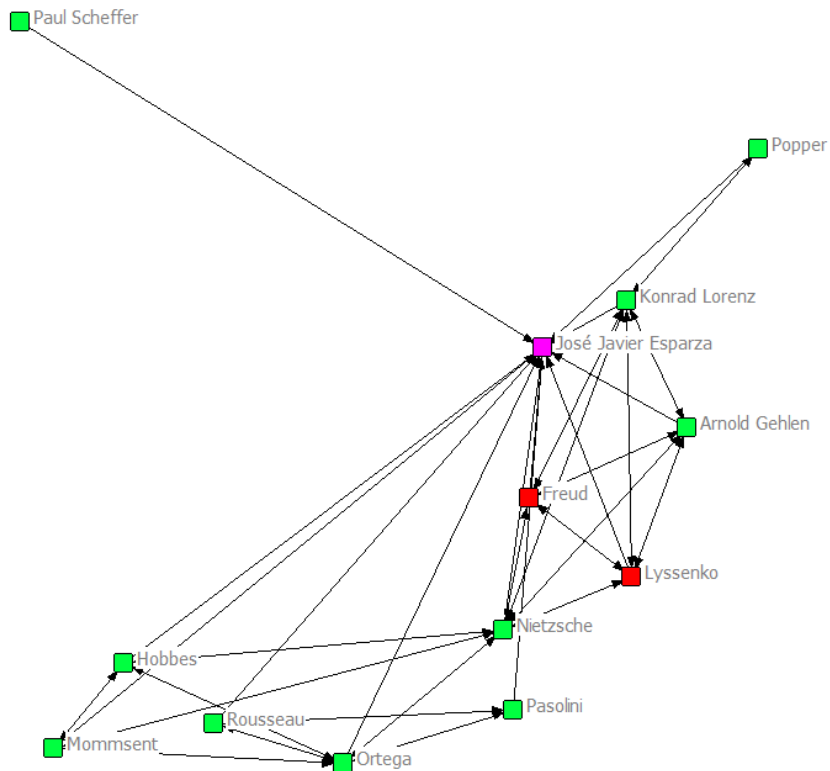 Paul Scheffer
Popper
Konrad Lorenz
José Javier Esparza
Arnold Gehlen
Freud
Lyssenko
Nietzsche
Hobbes
Pasolini
Rousseau
Mommsent
Ortega